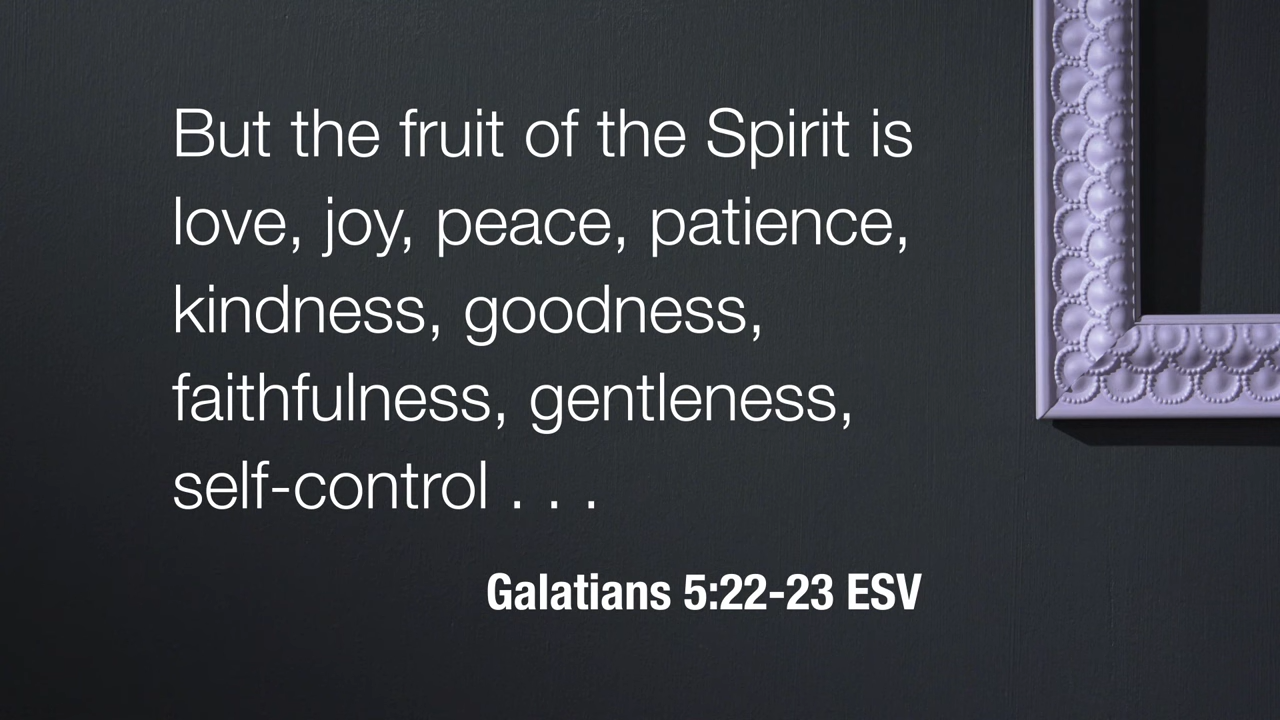 But the fruit of the Spirit is
love, joy, peace, patience,
kindness, goodness,
faithfulness, gentleness,
self-control . . .
Galatians 5:22-23 ESV